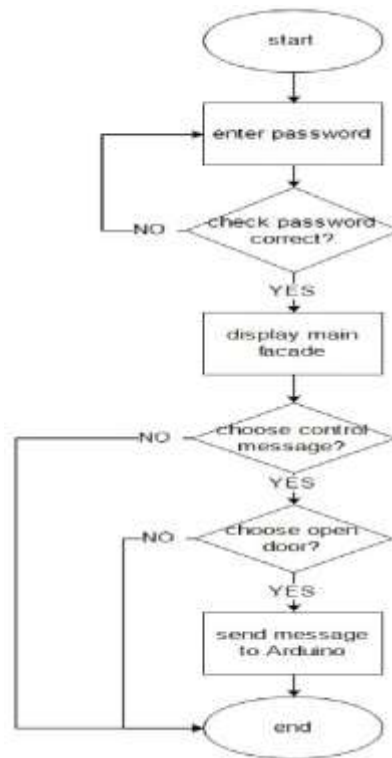 start
enter password
check password
correct?
NO
YES
display main
facade
choose control
message?
NO
YES
choose open
door?
NO
YES
send message
to Arduino
end